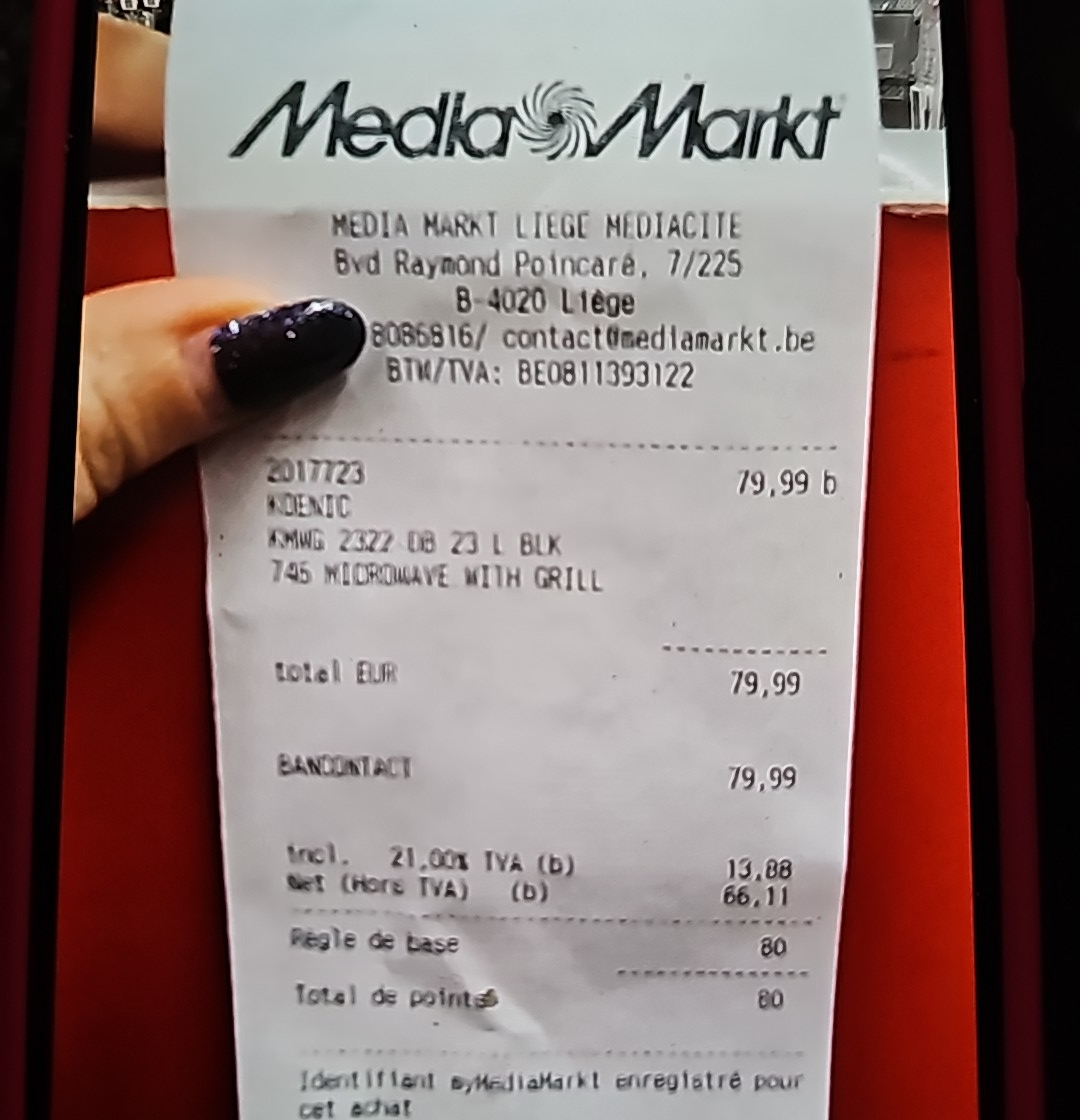 MediaMarkt
MEDIA MARKT LIEGE MEDIACITE
Bvd Raymond Poincaré, 7/225
B-4020 Liège
8086816/ contact@mediamarkt.be
BTW/TVA: BE0811393122
2017723 79,99 b
KOENIC
KMWG 2322 DB 23 L BLK
745 MICROWAVE WITH GRILL
total EUR 79,99
BANCONTACT 79,99
Incl. 21,00% TVA (b) 13,88
Net (Hors TVA) (b) 66,11
Règle de base 80
Total de points 80
Identifiant myMediaMarkt enregistré pour
cet achat